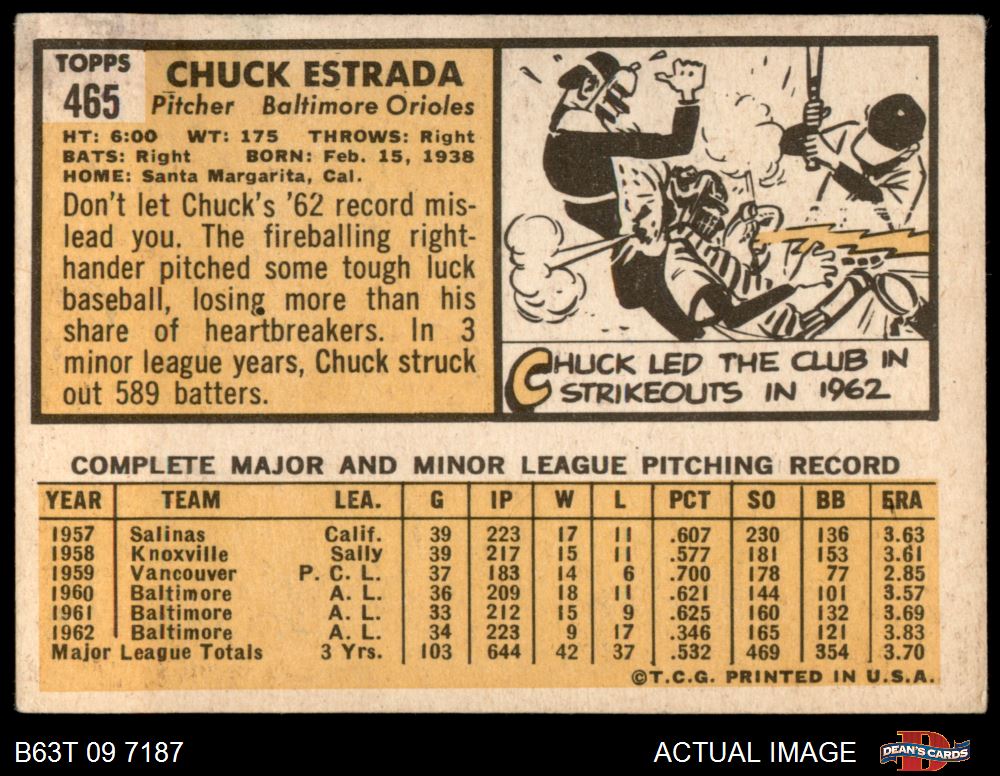 TOPPS
465
CHUCK ESTRADA
Pitcher Baltimore Orioles
HT: 6:00 WT: 175 THROWS: Right
BATS: Right BORN: Feb. 15, 1938
HOME: Santa Margarita, Cal.
Don't let Chuck's '62 record mis-
lead you. The fireballing right-
hander pitched some tough luck
baseball, losing more than his
share of heartbreakers. In 3
minor league years, Chuck struck
out 589 batters.
CHUCK LED THE CLUB IN
STRIKEOUTS IN 1962
COMPLETE MAJOR AND MINOR LEAGUE PITCHING RECORD
YEAR TEAM LEA. G IP W L PCT SO BB ERA
1957 Salinas Calif. 39 223 17 11 .607 230 136 3.63
1958 Knoxville Sally 39 217 15 11 .577 181 153 3.61
1959 Vancouver P. C. L. 37 183 14 6 .700 178 77 2.85
1960 Baltimore A. L. 36 209 18 11 .621 144 101 3.57
1961 Baltimore A. L. 33 212 15 9 .625 160 132 3.69
1962 Baltimore A. L. 34 223 9 17 .346 165 121 3.83
Major League Totals 3 Yrs. 103 644 42 37 .532 469 354 3.70
©T.C.G. PRINTED IN U.S.A.
B63T 09 7187
ACTUAL IMAGE
D
DEAN'S CARDS